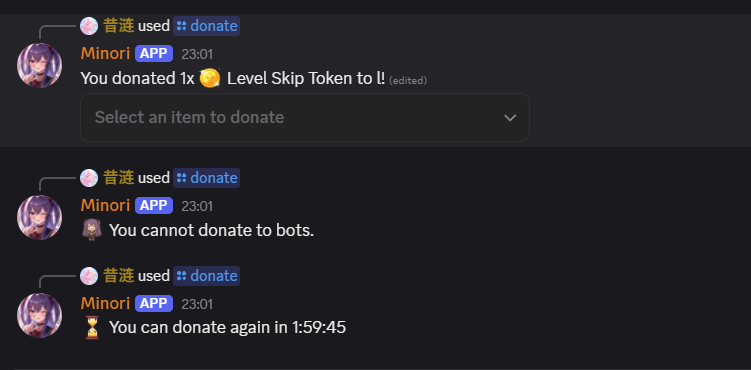 昔涟 used donate
Minori APP 23:01
You donated 1x Level Skip Token to l! (edited)
Select an item to donate
昔涟 used donate
Minori APP 23:01
You cannot donate to bots.
昔涟 used donate
Minori APP 23:01
You can donate again in 1:59:45